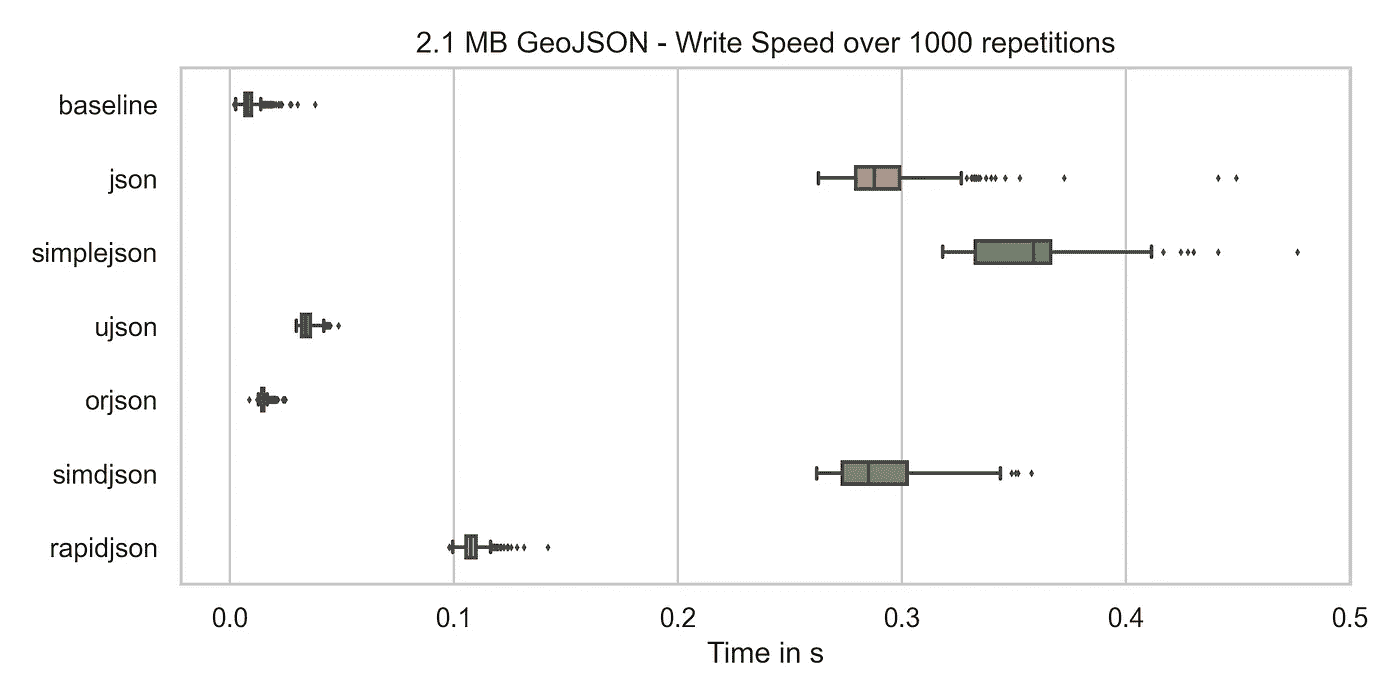 2.1 MB GeoJSON - Write Speed over 1000 repetitions
baseline
json
simplejson
ujson
orjson
simdjson
rapidjson
0.0 0.1 0.2 0.3 0.4 0.5
Time in s